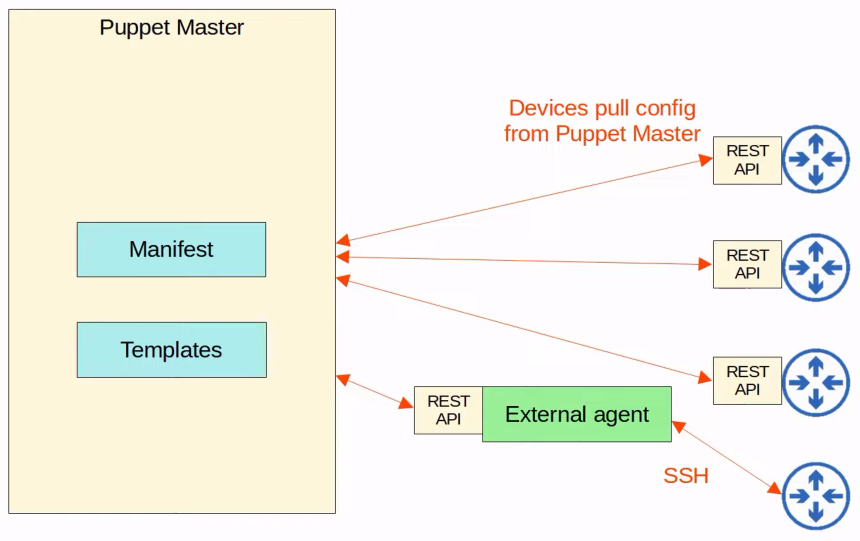 Puppet Master
Devices pull config
from Puppet Master
REST
API
Manifest
REST
API
Templates
REST
API
REST
API
External agent
SSH